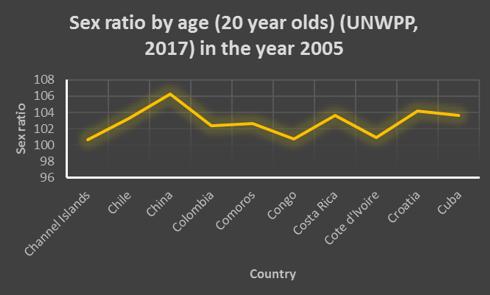 Sex ratio by age (20 year olds) (UNWPP,
2017) in the year 2005
Sex ratio
108
106
104
102
100
98
96
Channel Islands
Chile
China
Colombia
Comoros
Congo
Costa Rica
Cote d'Ivoire
Croatia
Cuba
Country